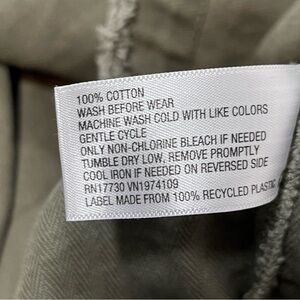 100% COTTON
WASH BEFORE WEAR
MACHINE WASH COLD WITH LIKE COLORS
GENTLE CYCLE
ONLY NON-CHLORINE BLEACH IF NEEDED
TUMBLE DRY LOW, REMOVE PROMPTLY
COOL IRON IF NEEDED ON REVERSED SIDE
RN17730 VN1974109
LABEL MADE FROM 100% RECYCLED PLASTIC